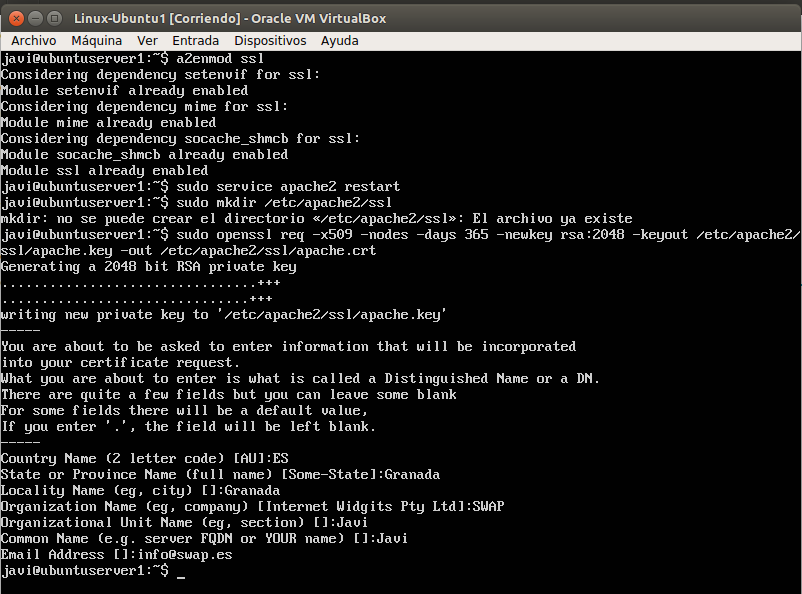 Linux-Ubuntu1 [Corriendo] - Oracle VM VirtualBox
Archivo Máquina Ver Entrada Dispositivos Ayuda
javi@ubuntuserver1:~$ a2enmod ssl
Considering dependency setenvif for ssl:
Module setenvif already enabled
Considering dependency mime for ssl:
Module mime already enabled
Considering dependency socache_shmcb for ssl:
Module socache_shmcb already enabled
Module ssl already enabled
javi@ubuntuserver1:~$ sudo service apache2 restart
javi@ubuntuserver1:~$ sudo mkdir /etc/apache2/ssl
mkdir: no se puede crear el directorio «/etc/apache2/ssl»: El archivo ya existe
javi@ubuntuserver1:~$ sudo openssl req -x509 -nodes -days 365 -newkey rsa:2048 -keyout /etc/apache2/
ssl/apache.key -out /etc/apache2/ssl/apache.crt
Generating a 2048 bit RSA private key
................................+++
...............................+++
writing new private key to '/etc/apache2/ssl/apache.key'
-----
You are about to be asked to enter information that will be incorporated
into your certificate request.
What you are about to enter is what is called a Distinguished Name or a DN.
There are quite a few fields but you can leave some blank
For some fields there will be a default value,
If you enter '.', the field will be left blank.
-----
Country Name (2 letter code) [AU]:ES
State or Province Name (full name) [Some-State]:Granada
Locality Name (eg, city) []:Granada
Organization Name (eg, company) [Internet Widgits Pty Ltd]:SWAP
Organizational Unit Name (eg, section) []:Javi
Common Name (e.g. server FQDN or YOUR name) []:Javi
Email Address []:info@swap.es
javi@ubuntuserver1:~$ _